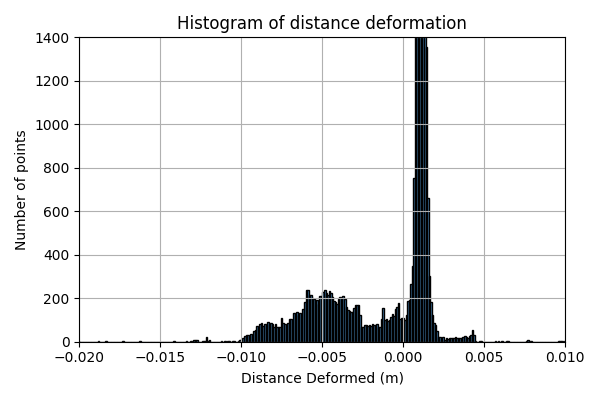 Histogram of distance deformation
Number of points
1400
1200
1000
800
600
400
200
0
−0.020 −0.015 −0.010 −0.005 0.000 0.005 0.010
Distance Deformed (m)